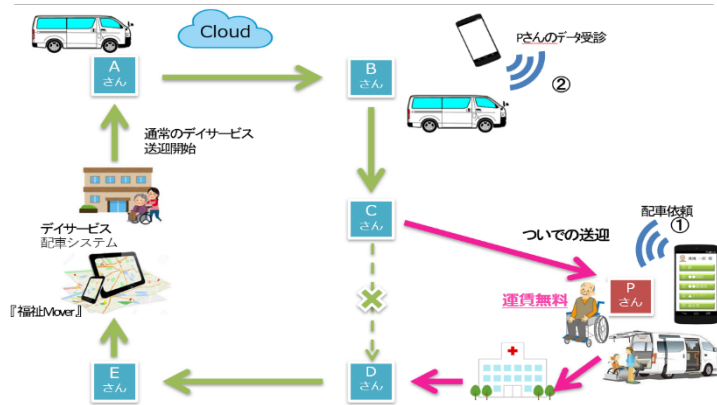 Cloud
Pさんのデータ受診
②
A
さん
B
さん
通常のデイサービス
送迎開始
C
さん
配車依頼
①
ついでの送迎
デイサービス
配車システム
P
さん
運賃無料
『福祉Mover』
E
さん
D
さん